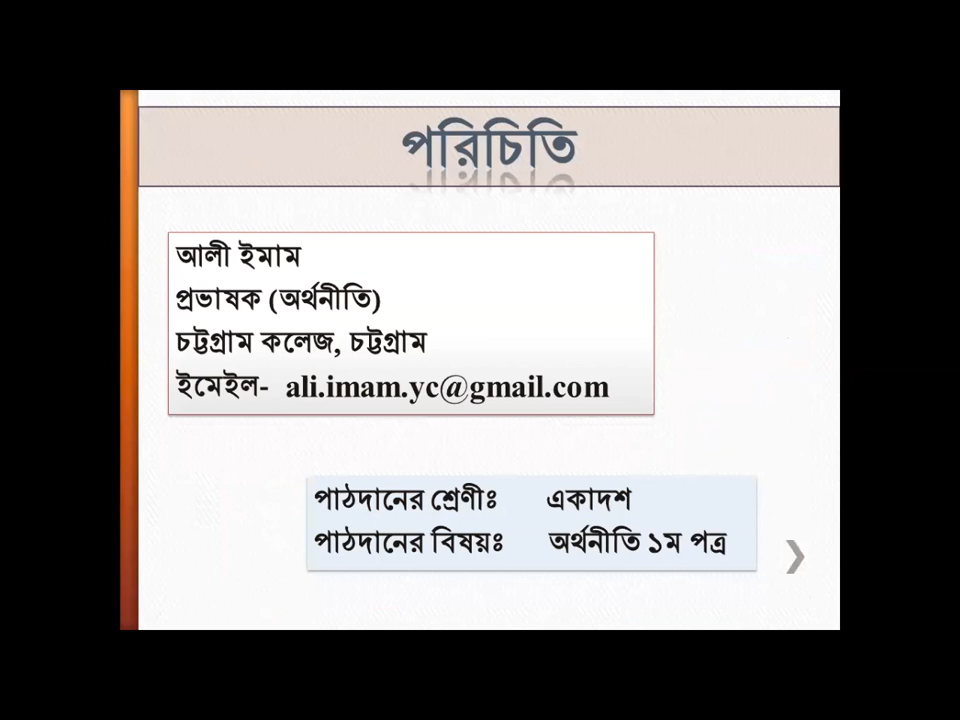 পরিচিতি
আলী ইমাম
প্রভাষক (অর্থনীতি)
চট্টগ্রাম কলেজ, চট্টগ্রাম
ইমেইল- ali.imam.yc@gmail.com
পাঠদানের শ্রেণীঃ একাদশ
পাঠদানের বিষয়ঃ অর্থনীতি ১ম পত্র